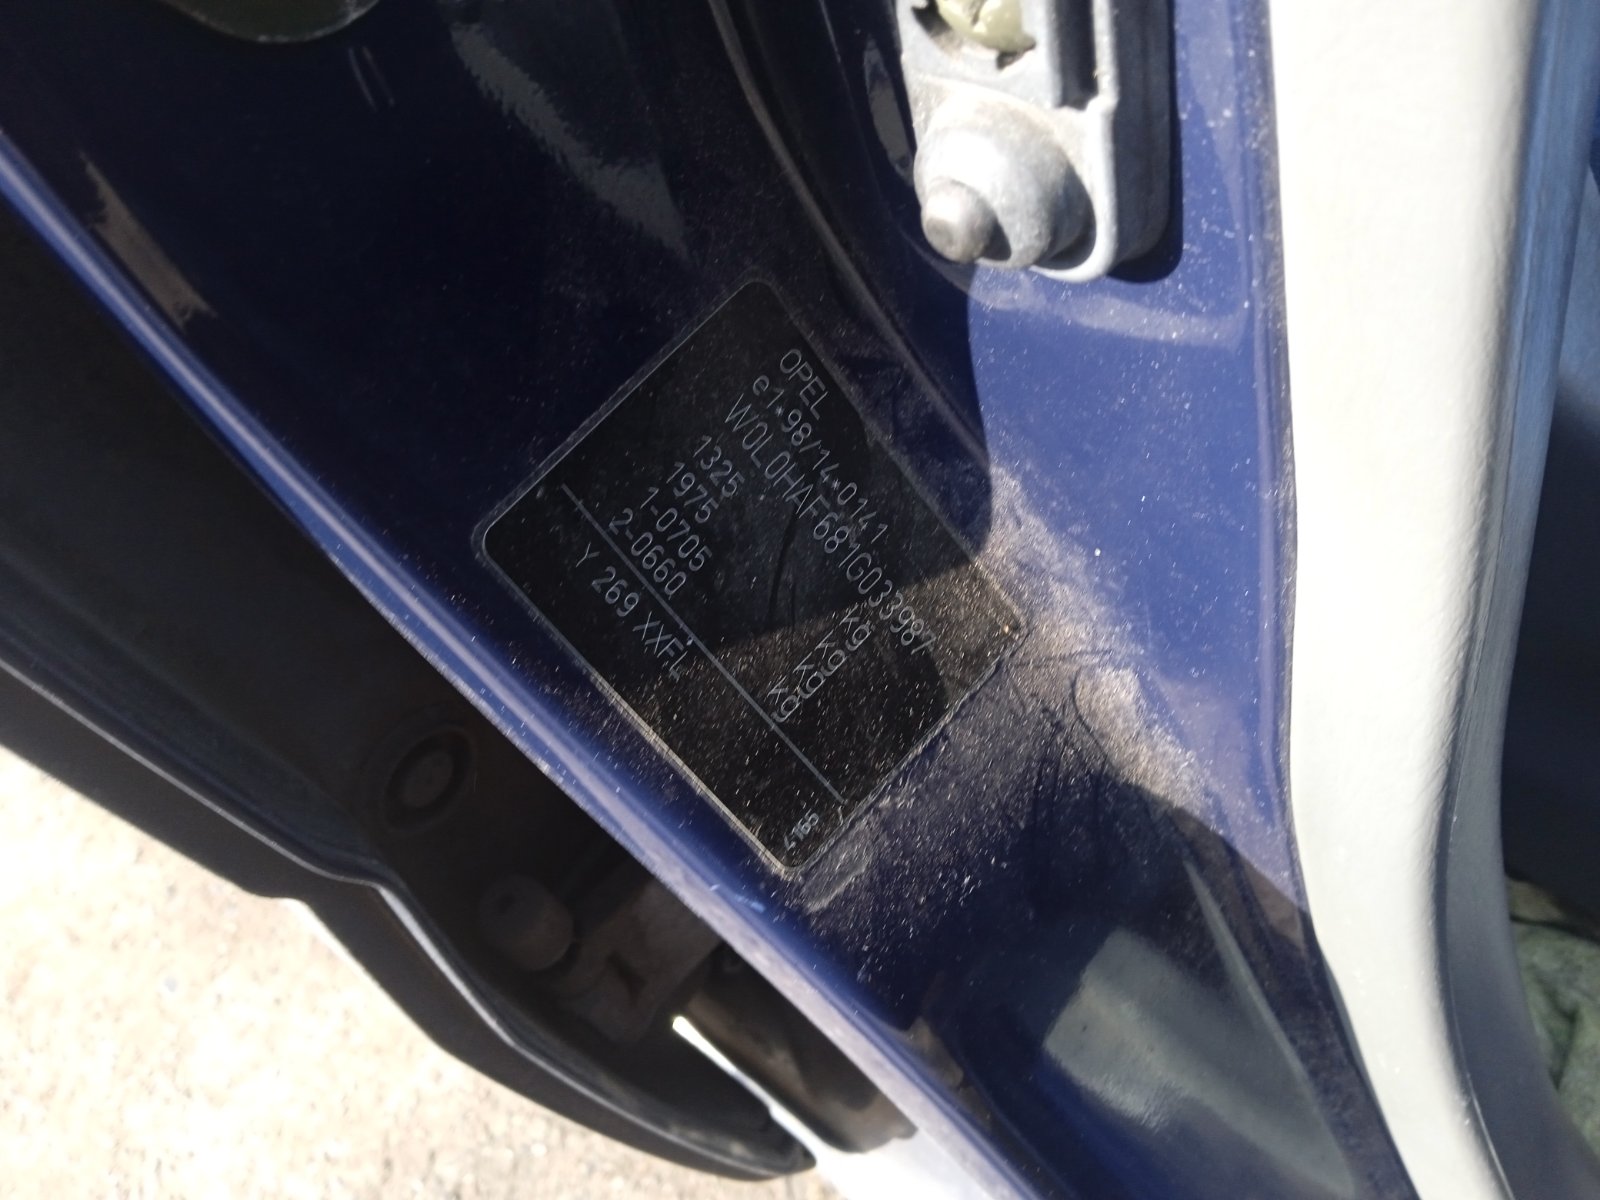 OPEL
e1*98/14*0141
W0L0HAF681G033987
1325 kg
1975 kg
1-0705 kg
2-0660 kg
Y 269 XXFL